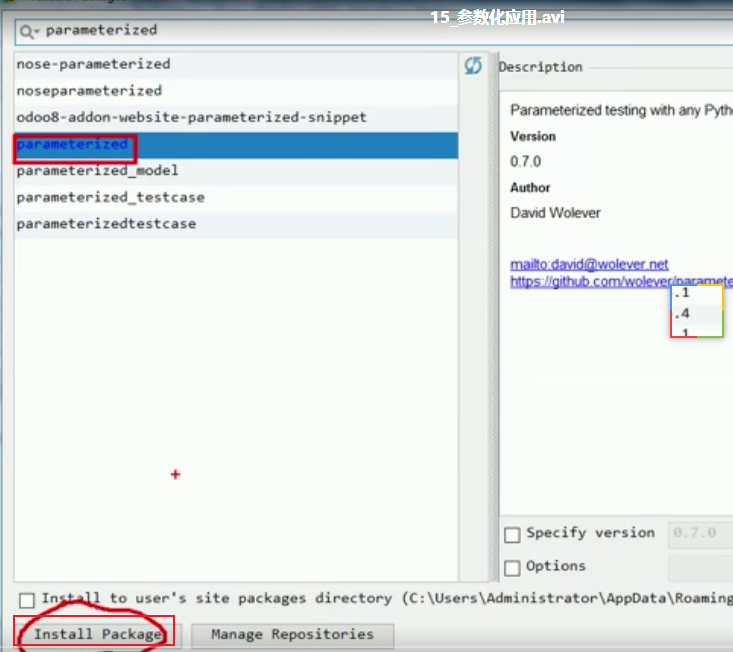 15_参数化应用.avi
parameterized
nose-parameterized
noseparameterized
odoo8-addon-website-parameterized-snippet
parameterized
parameterized_model
parameterized_testcase
parameterizedtestcase
Description
Parameterized testing with any Pyth
Version
0.7.0
Author
David Wolever
mailto:david@wolever.net
https://github.com/wolever/paramete
.1
.4
Specify version
0.7.0
Options
Install to user's site packages directory (C:\Users\Administrator\AppData\Roaming
Install Package
Manage Repositories